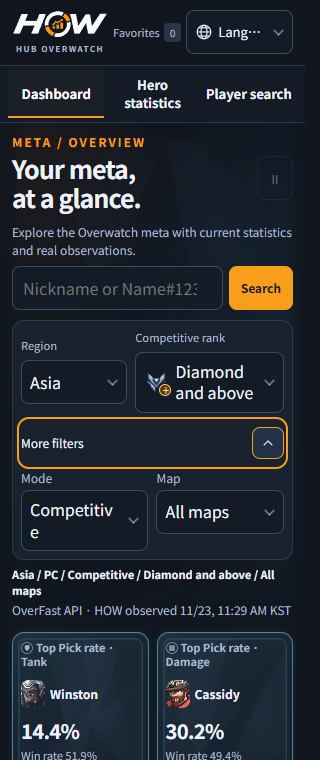 HOW
HUB OVERWATCH
Favorites 0
Lang…
Dashboard
Hero
statistics
Player search
META / OVERVIEW
Your meta,
at a glance.
Explore the Overwatch meta with current statistics
and real observations.
Nickname or Name#123
Search
Region
Asia
Competitive rank
Diamond
and above
More filters
Mode
Competitiv
e
Map
All maps
Asia / PC / Competitive / Diamond and above / All
maps
OverFast API · HOW observed 11/23, 11:29 AM KST
Top Pick rate ·
Tank
Winston
14.4%
Win rate 51.9%
Top Pick rate ·
Damage
Cassidy
30.2%
Win rate 49.4%